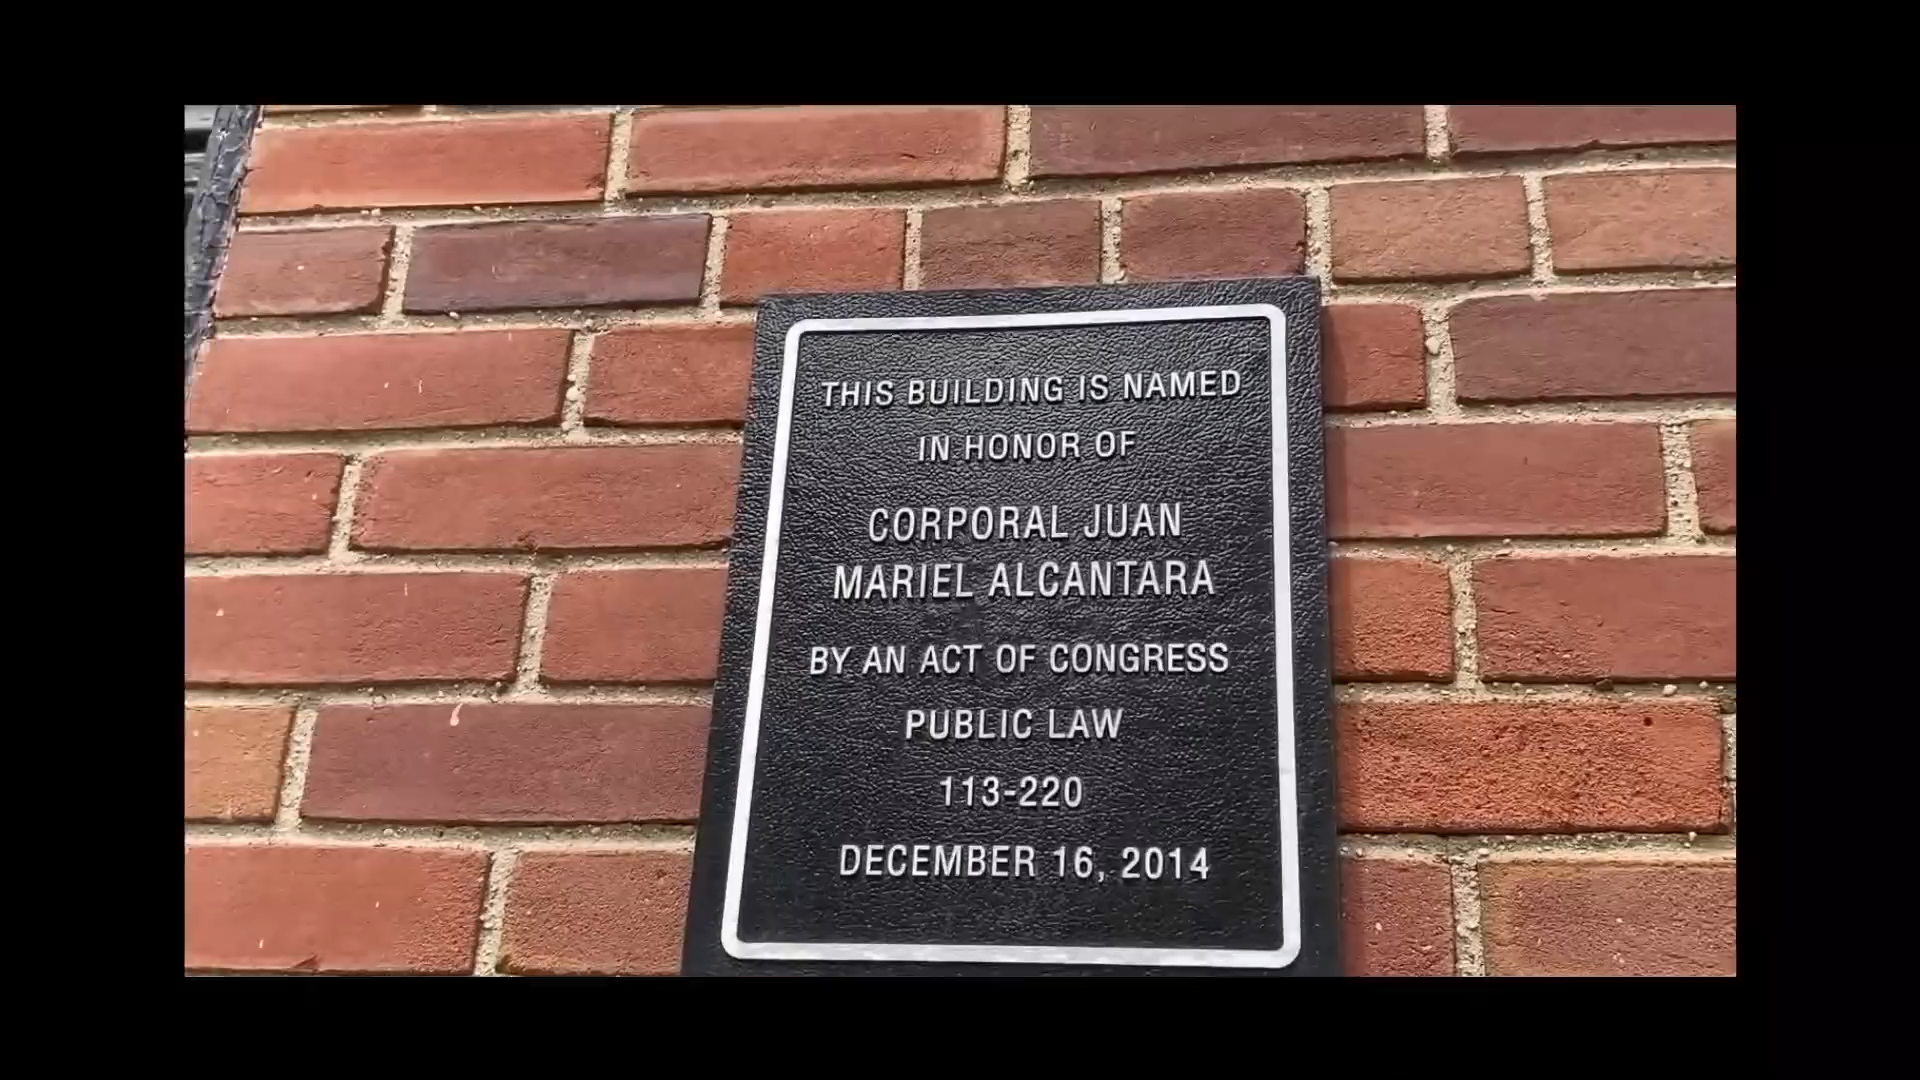 THIS BUILDING IS NAMED
IN HONOR OF
CORPORAL JUAN
MARIEL ALCANTARA
BY AN ACT OF CONGRESS
PUBLIC LAW
113-220
DECEMBER 16, 2014